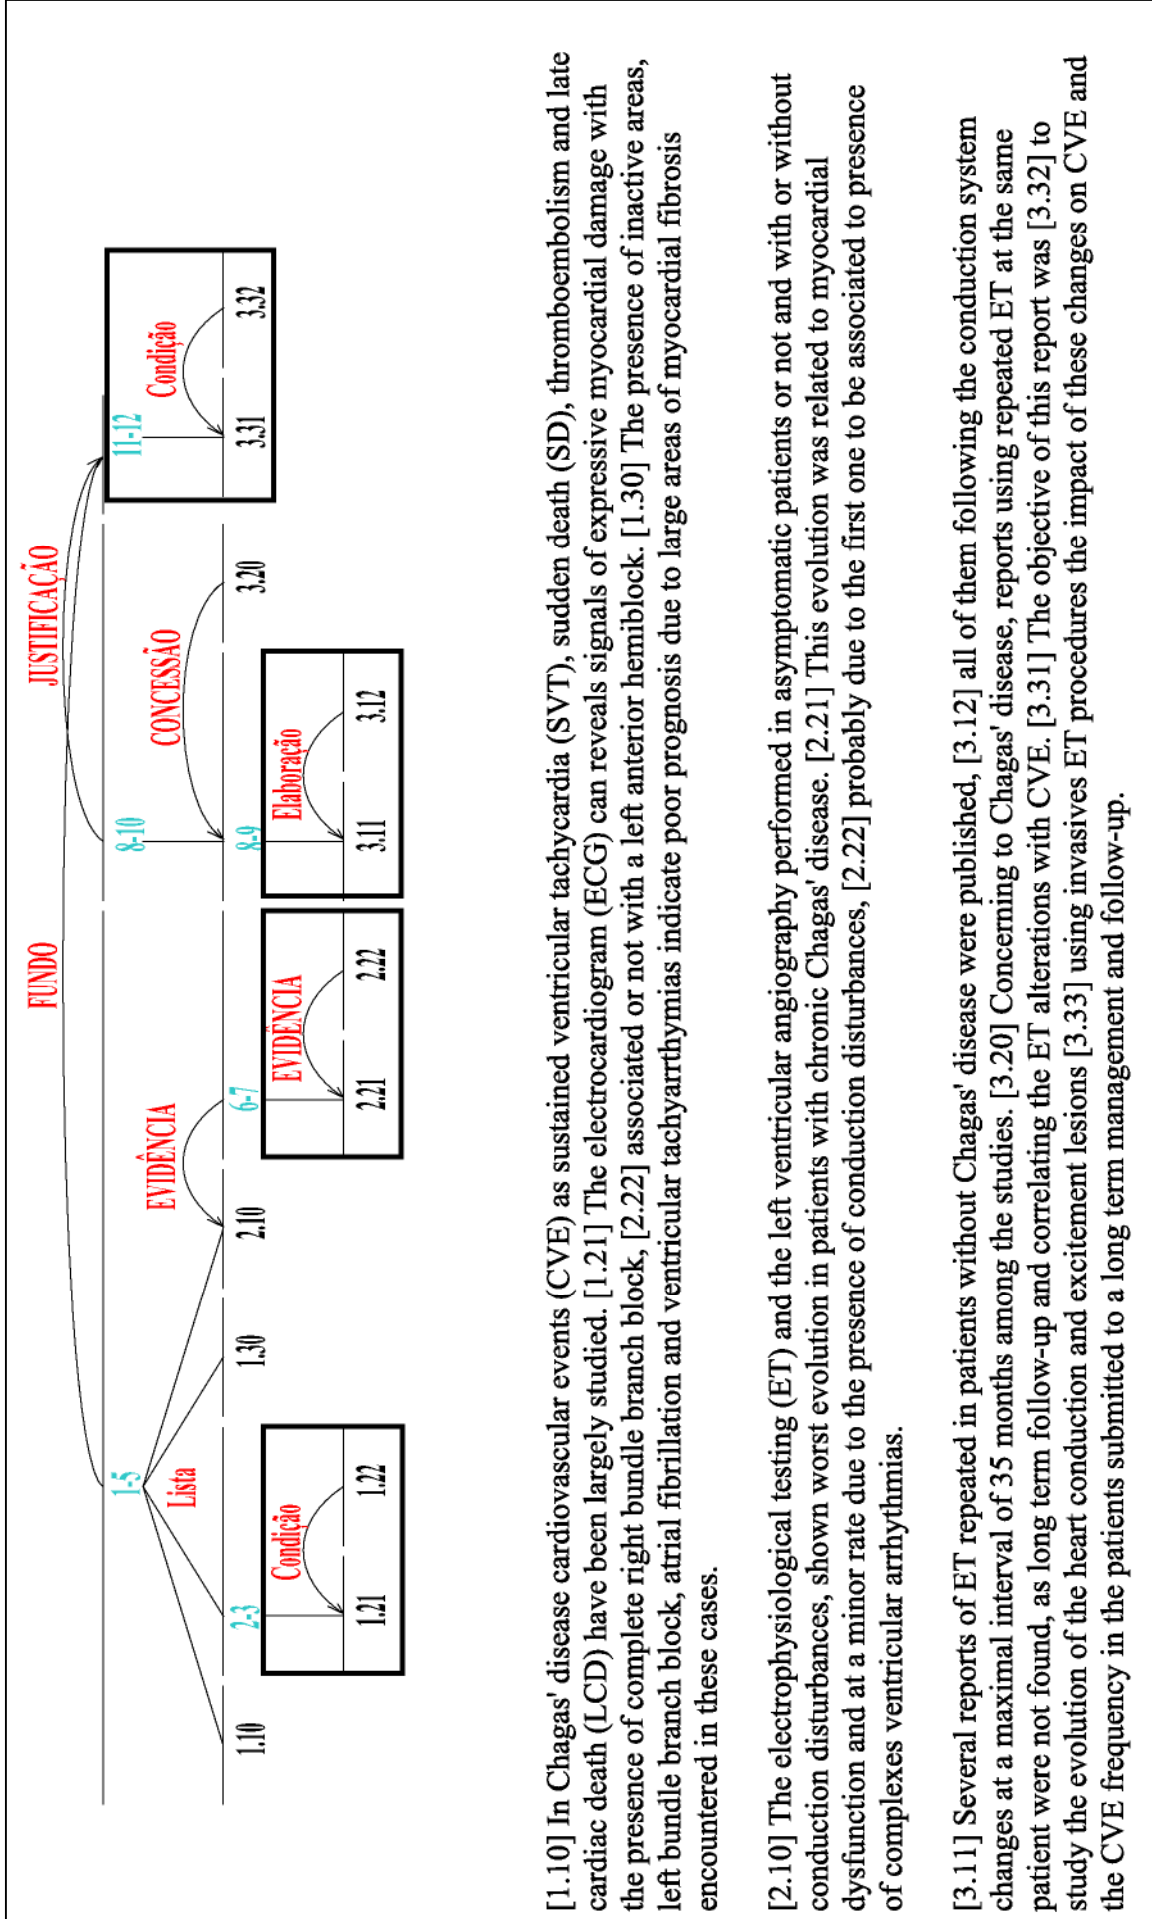 FUNDO
JUSTIFICAÇÃO
1-5
8-10
11-12
Lista
EVIDÊNCIA
CONCESSÃO
Condição
1.10
2-3
1.30
2.10
6-7
8-9
3.20
3.31
3.32
Condição
EVIDÊNCIA
Elaboração
1.21
1.22
2.21
2.22
3.11
3.12
[1.10] In Chagas' disease cardiovascular events (CVE) as sustained ventricular tachycardia (SVT), sudden death (SD), thromboembolism and late
cardiac death (LCD) have been largely studied. [1.21] The electrocardiogram (ECG) can reveals signals of expressive myocardial damage with
the presence of complete right bundle branch block, [2.22] associated or not with a left anterior hemiblock. [1.30] The presence of inactive areas,
left bundle branch block, atrial fibrillation and ventricular tachyarrhythmias indicate poor prognosis due to large areas of myocardial fibrosis
encountered in these cases.
[2.10] The electrophysiological testing (ET) and the left ventricular angiography performed in asymptomatic patients or not and with or without
conduction disturbances, shown worst evolution in patients with chronic Chagas' disease. [2.21] This evolution was related to myocardial
dysfunction and at a minor rate due to the presence of conduction disturbances, [2.22] probably due to the first one to be associated to presence
of complexes ventricular arrhythmias.
[3.11] Several reports of ET repeated in patients without Chagas' disease were published, [3.12] all of them following the conduction system
changes at a maximal interval of 35 months among the studies. [3.20] Concerning to Chagas' disease, reports using repeated ET at the same
patient were not found, as long term follow-up and correlating the ET alterations with CVE. [3.31] The objective of this report was [3.32] to
study the evolution of the heart conduction and excitement lesions [3.33] using invasives ET procedures the impact of these changes on CVE and
the CVE frequency in the patients submitted to a long term management and follow-up.